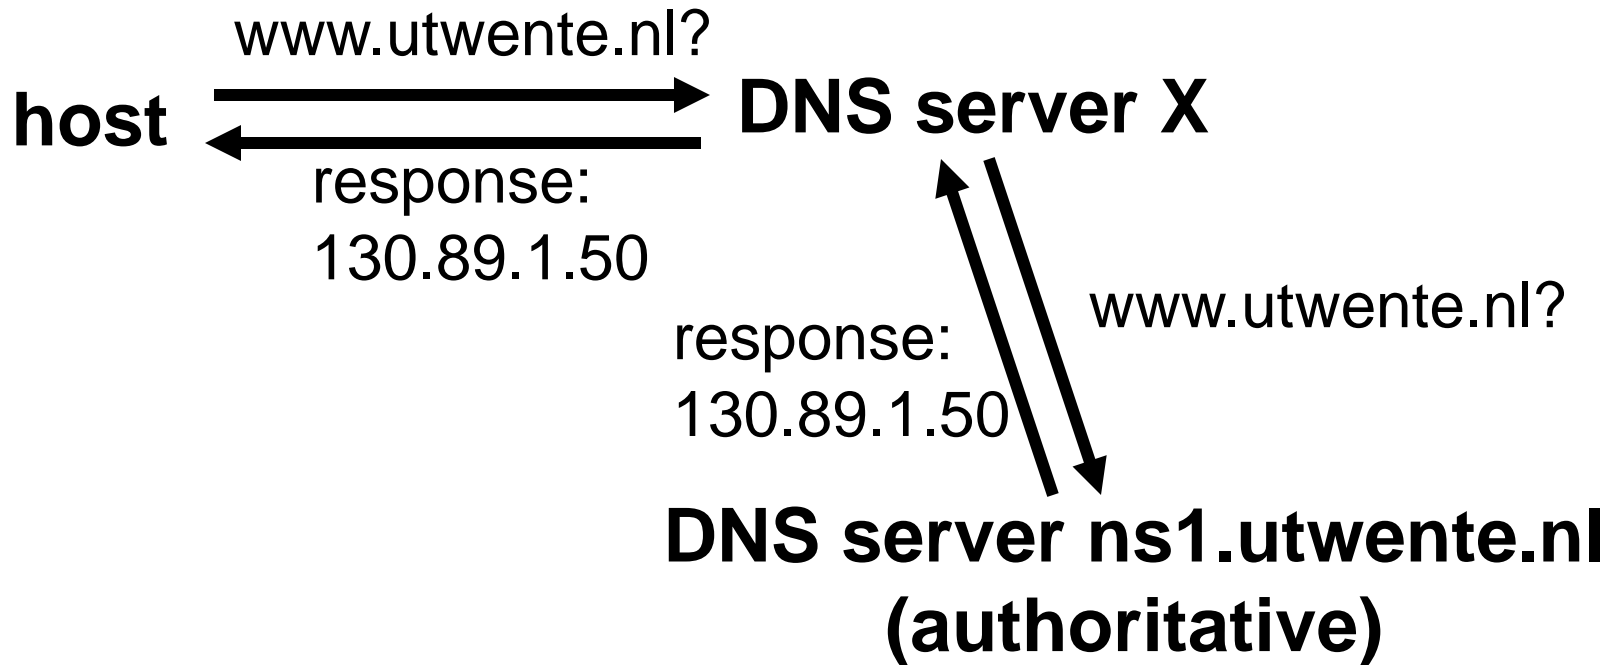 www.utwente.nl?
host
DNS server X
response:
130.89.1.50
www.utwente.nl?
response:
130.89.1.50
DNS server ns1.utwente.nl
(authoritative)